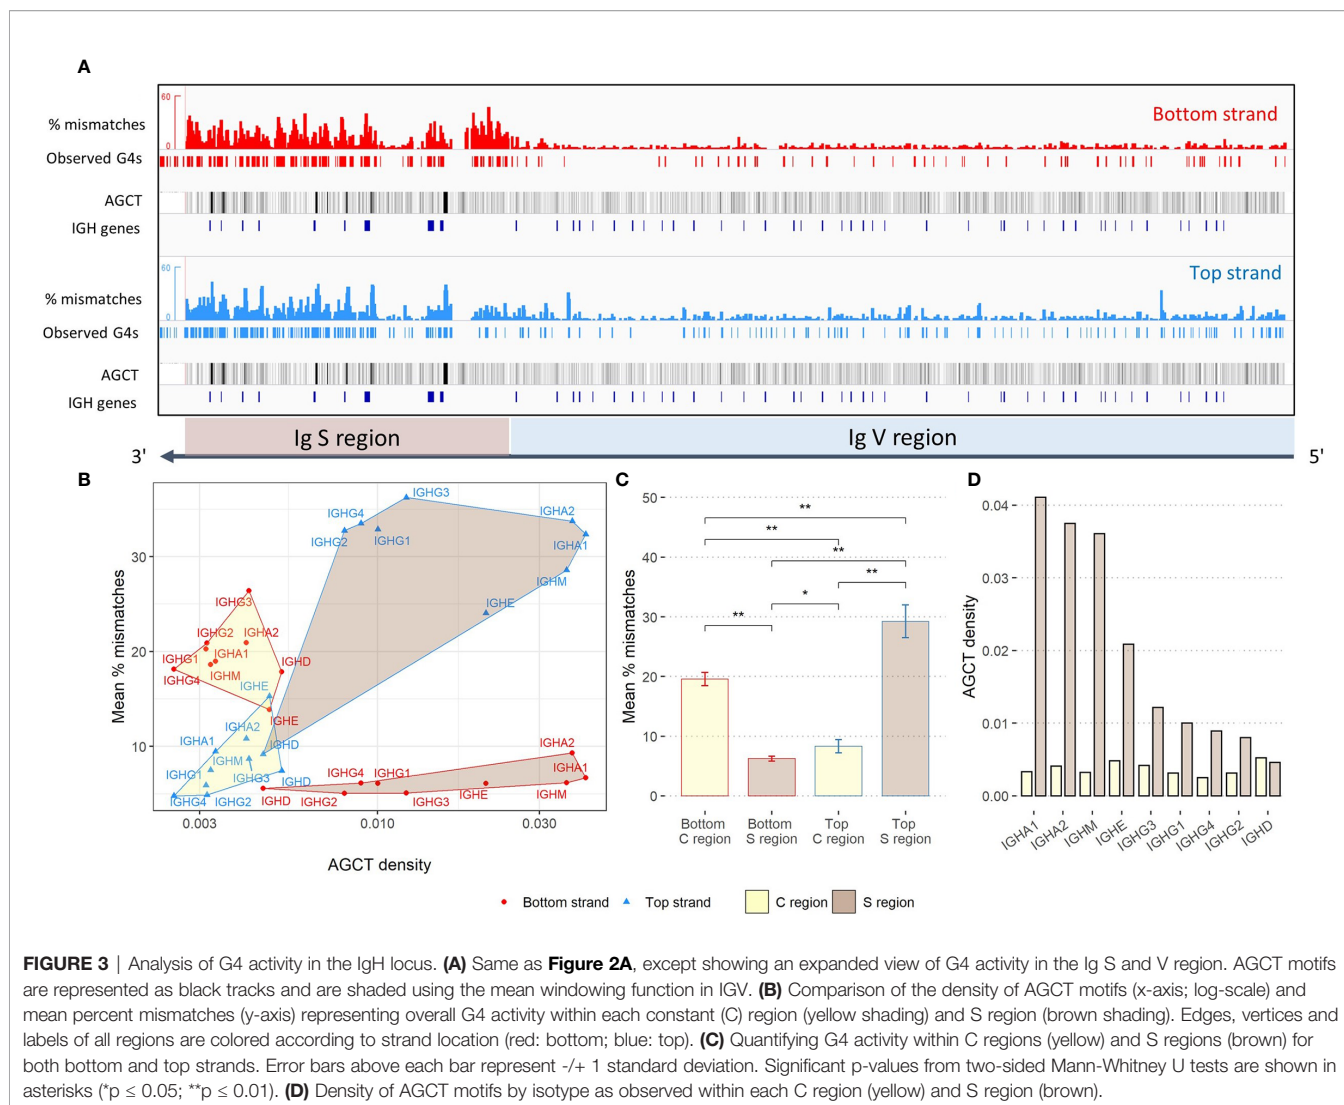 A
60
% mismatches
0
Bottom strand
Observed G4s
AGCT
IGH genes
60
Top strand
% mismatches
0
Observed G4s
AGCT
IGH genes
Ig S region
Ig V region
3'
5'
B
Mean % mismatches
30
20
10
0.003
0.010
0.030
AGCT density
IGHG3
IGHG4
IGHG2
IGHG1
IGHA2
IGHA1
IGHM
IGHE
IGHD
IGHG3
IGHG2
IGHA2
IGHG1
IGHA1
IGHG4
IGHM
IGHD
IGHE
IGHE
IGHA2
IGHA1
IGHM
IGHG1
IGHG3
IGHD
IGHG4
IGHG2
IGHA2
IGHA1
IGHG4
IGHG1
IGHD
IGHG2
IGHG3
IGHE
IGHM
C
Mean % mismatches
50
40
30
20
10
0
**
**
**
**
*
**
Bottom
C region
Bottom
S region
Top
C region
Top
S region
D
AGCT density
0.04
0.03
0.02
0.01
0.00
IGHA1
IGHA2
IGHM
IGHE
IGHG3
IGHG1
IGHG4
IGHG2
IGHD
Bottom strand
Top strand
C region
S region
FIGURE 3 | Analysis of G4 activity in the IgH locus. (A) Same as Figure 2A, except showing an expanded view of G4 activity in the Ig S and V region. AGCT motifs
are represented as black tracks and are shaded using the mean windowing function in IGV. (B) Comparison of the density of AGCT motifs (x-axis; log-scale) and
mean percent mismatches (y-axis) representing overall G4 activity within each constant (C) region (yellow shading) and S region (brown shading). Edges, vertices and
labels of all regions are colored according to strand location (red: bottom; blue: top). (C) Quantifying G4 activity within C regions (yellow) and S regions (brown) for
both bottom and top strands. Error bars above each bar represent -/+ 1 standard deviation. Significant p-values from two-sided Mann-Whitney U tests are shown in
asterisks (*p ≤ 0.05; **p ≤ 0.01). (D) Density of AGCT motifs by isotype as observed within each C region (yellow) and S region (brown).